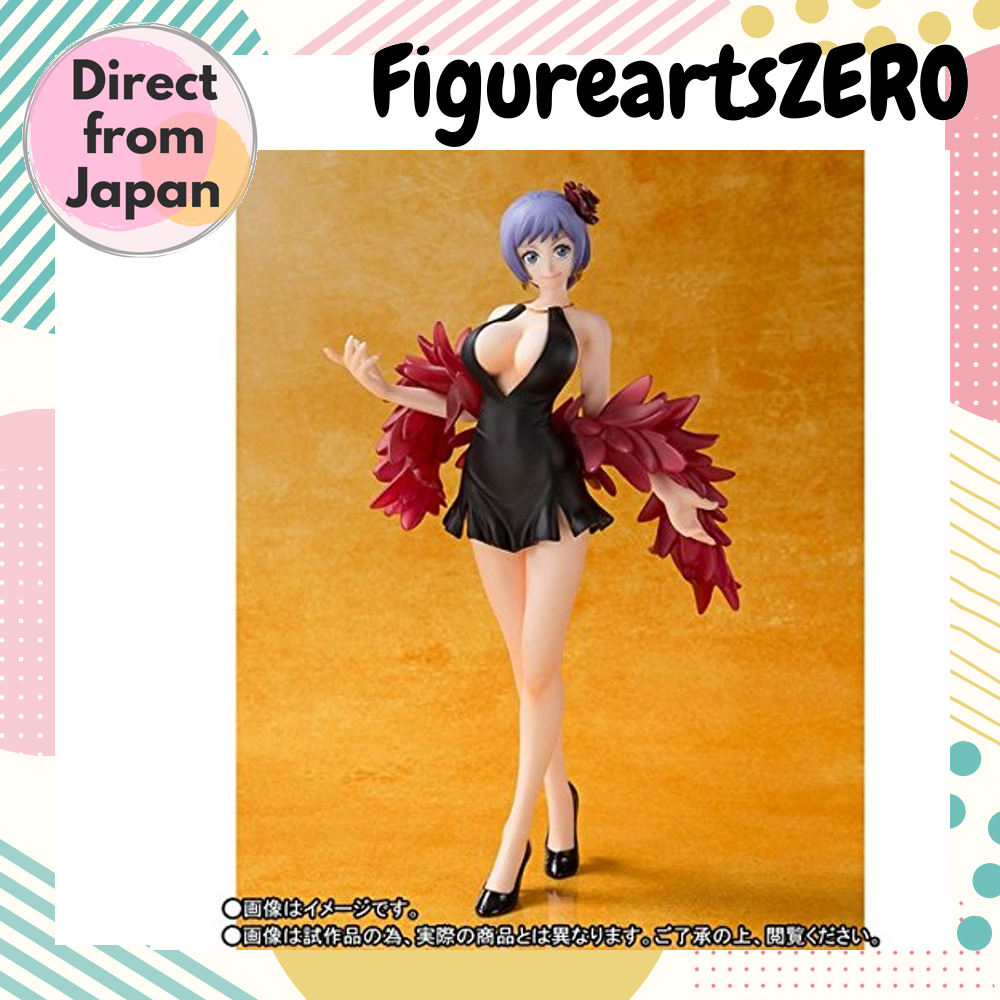 Direct
from
Japan
FigureartsZERO
●画像はイメージです。
●画像は試作品の為、実際の商品とは異なります。ご了承の上、閲覧ください。